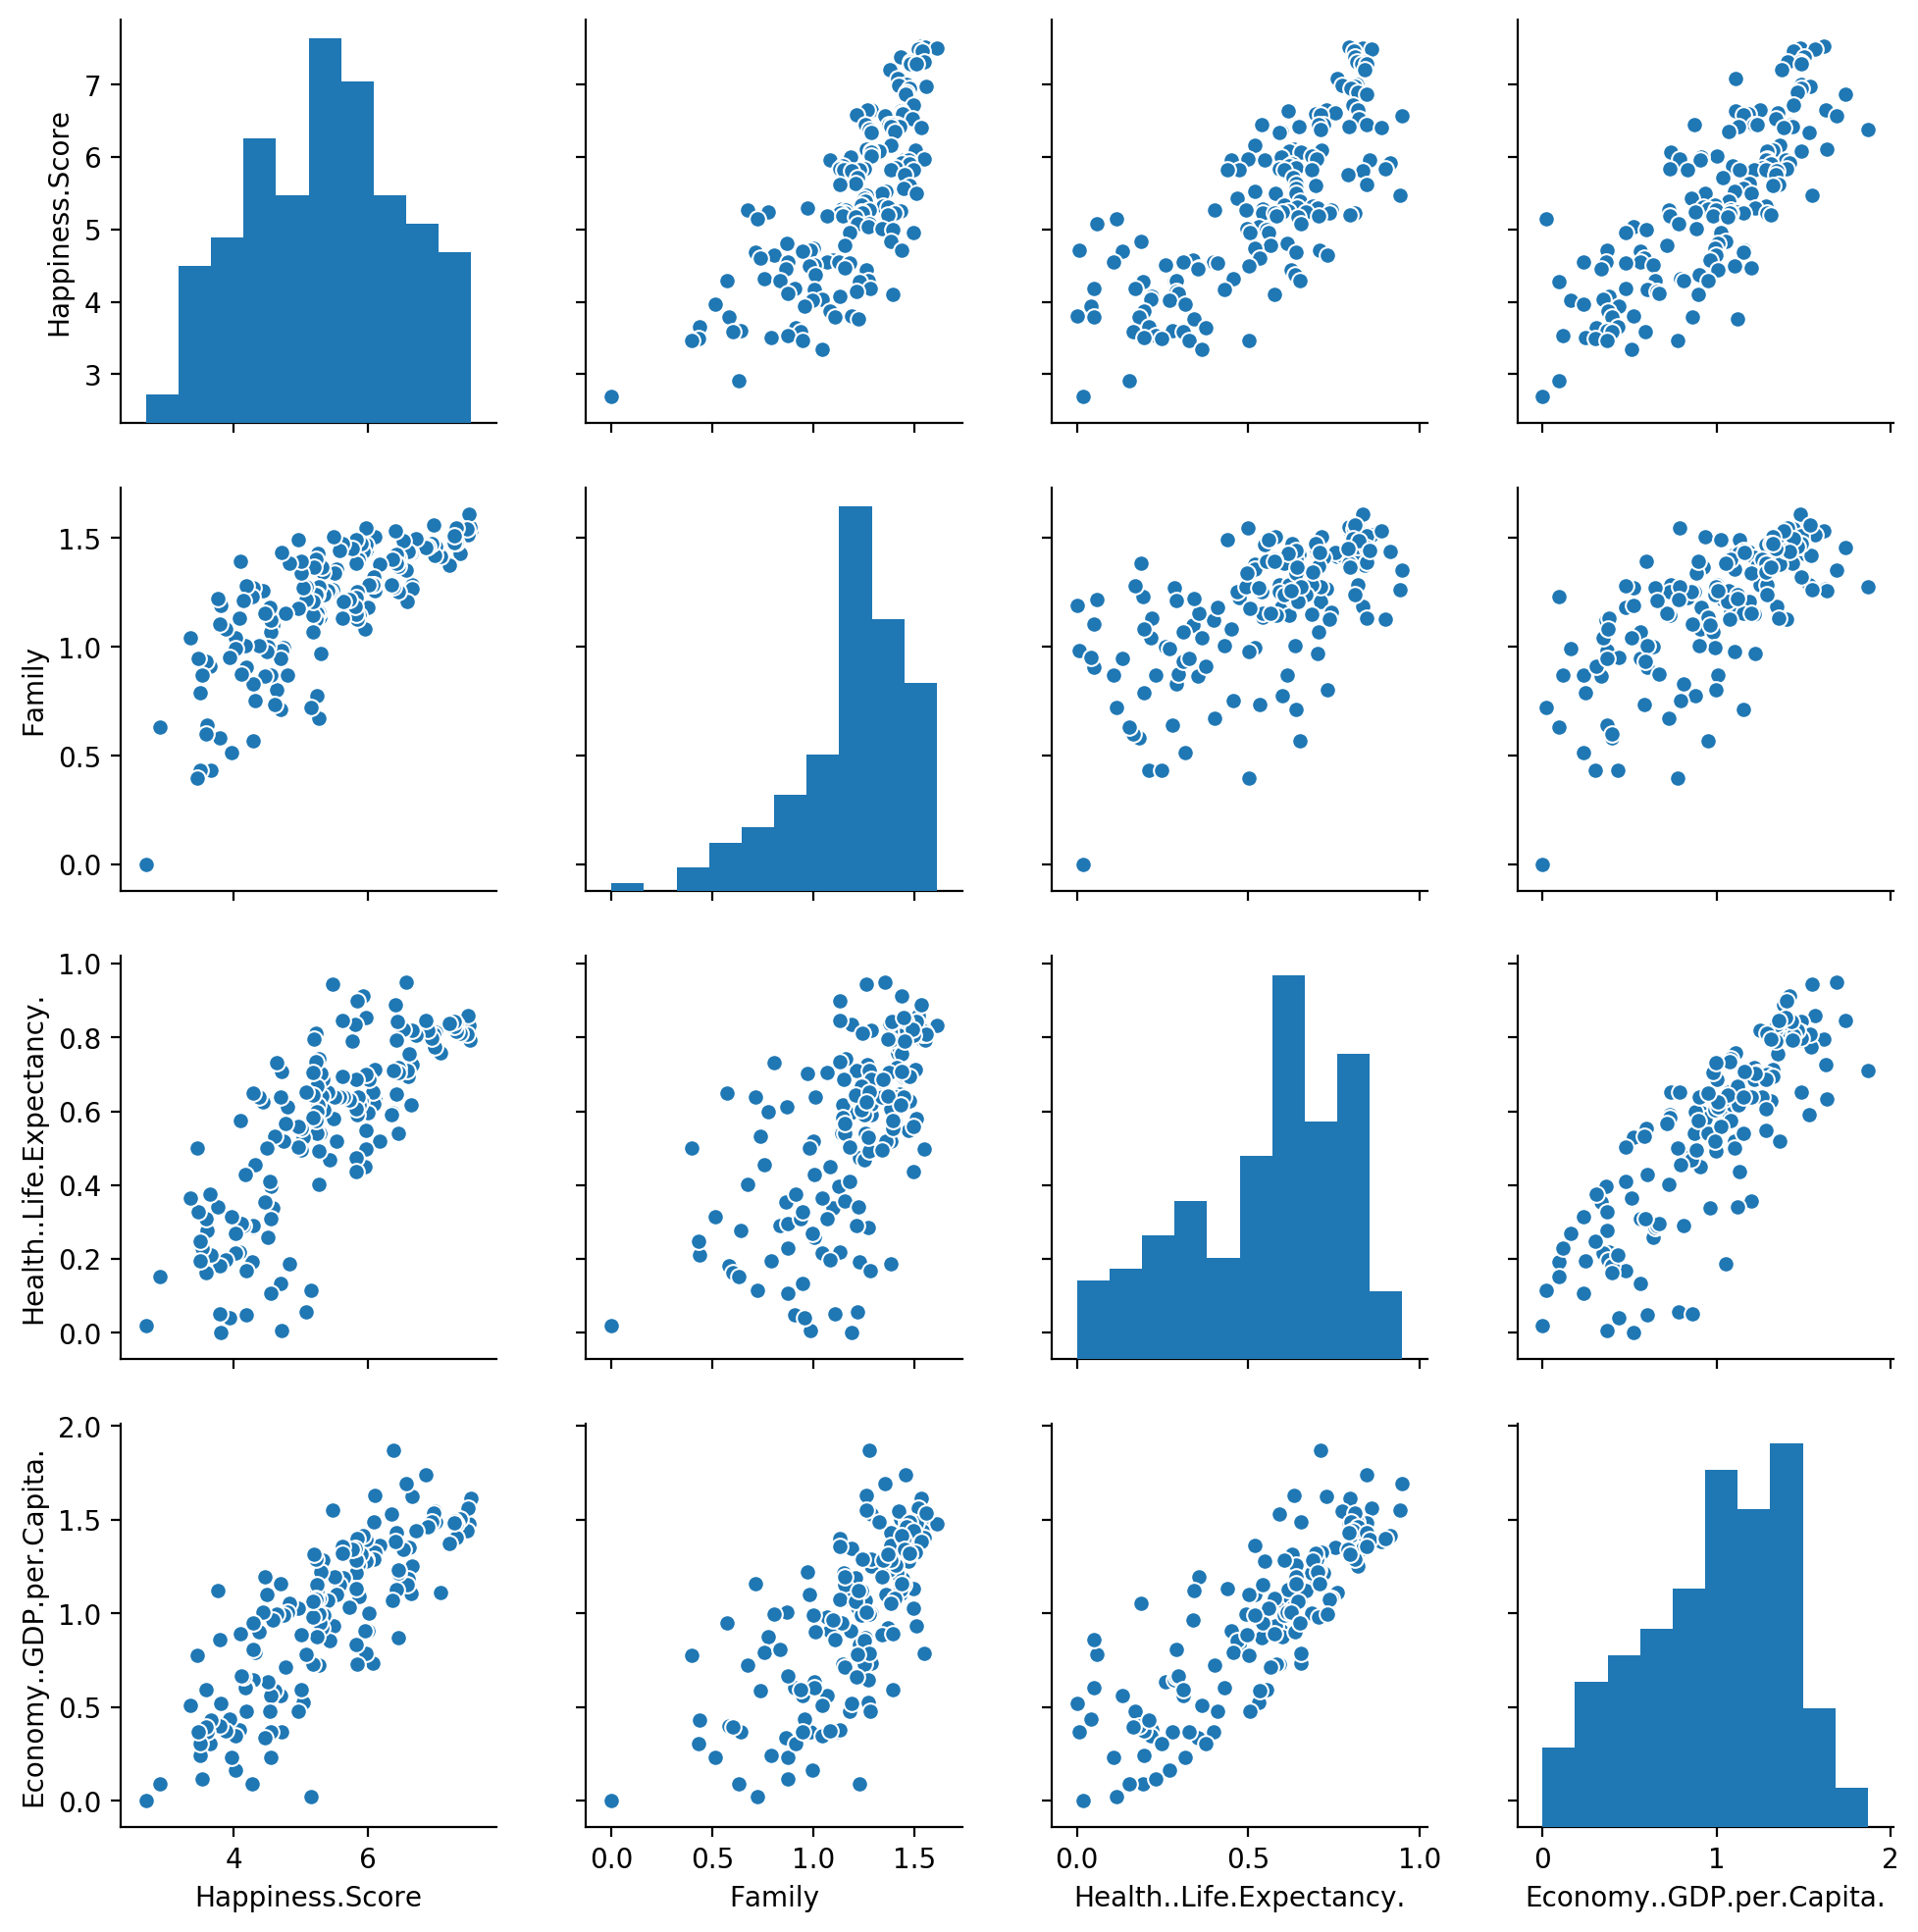 Happiness.Score
7
6
5
4
3
Family
1.5
1.0
0.5
0.0
Health..Life.Expectancy.
1.0
0.8
0.6
0.4
0.2
0.0
Economy..GDP.per.Capita.
2.0
1.5
1.0
0.5
0.0
4 6
0.0 0.5 1.0 1.5
0.0 0.5 1.0
0 1 2
Happiness.Score
Family
Health..Life.Expectancy.
Economy..GDP.per.Capita.